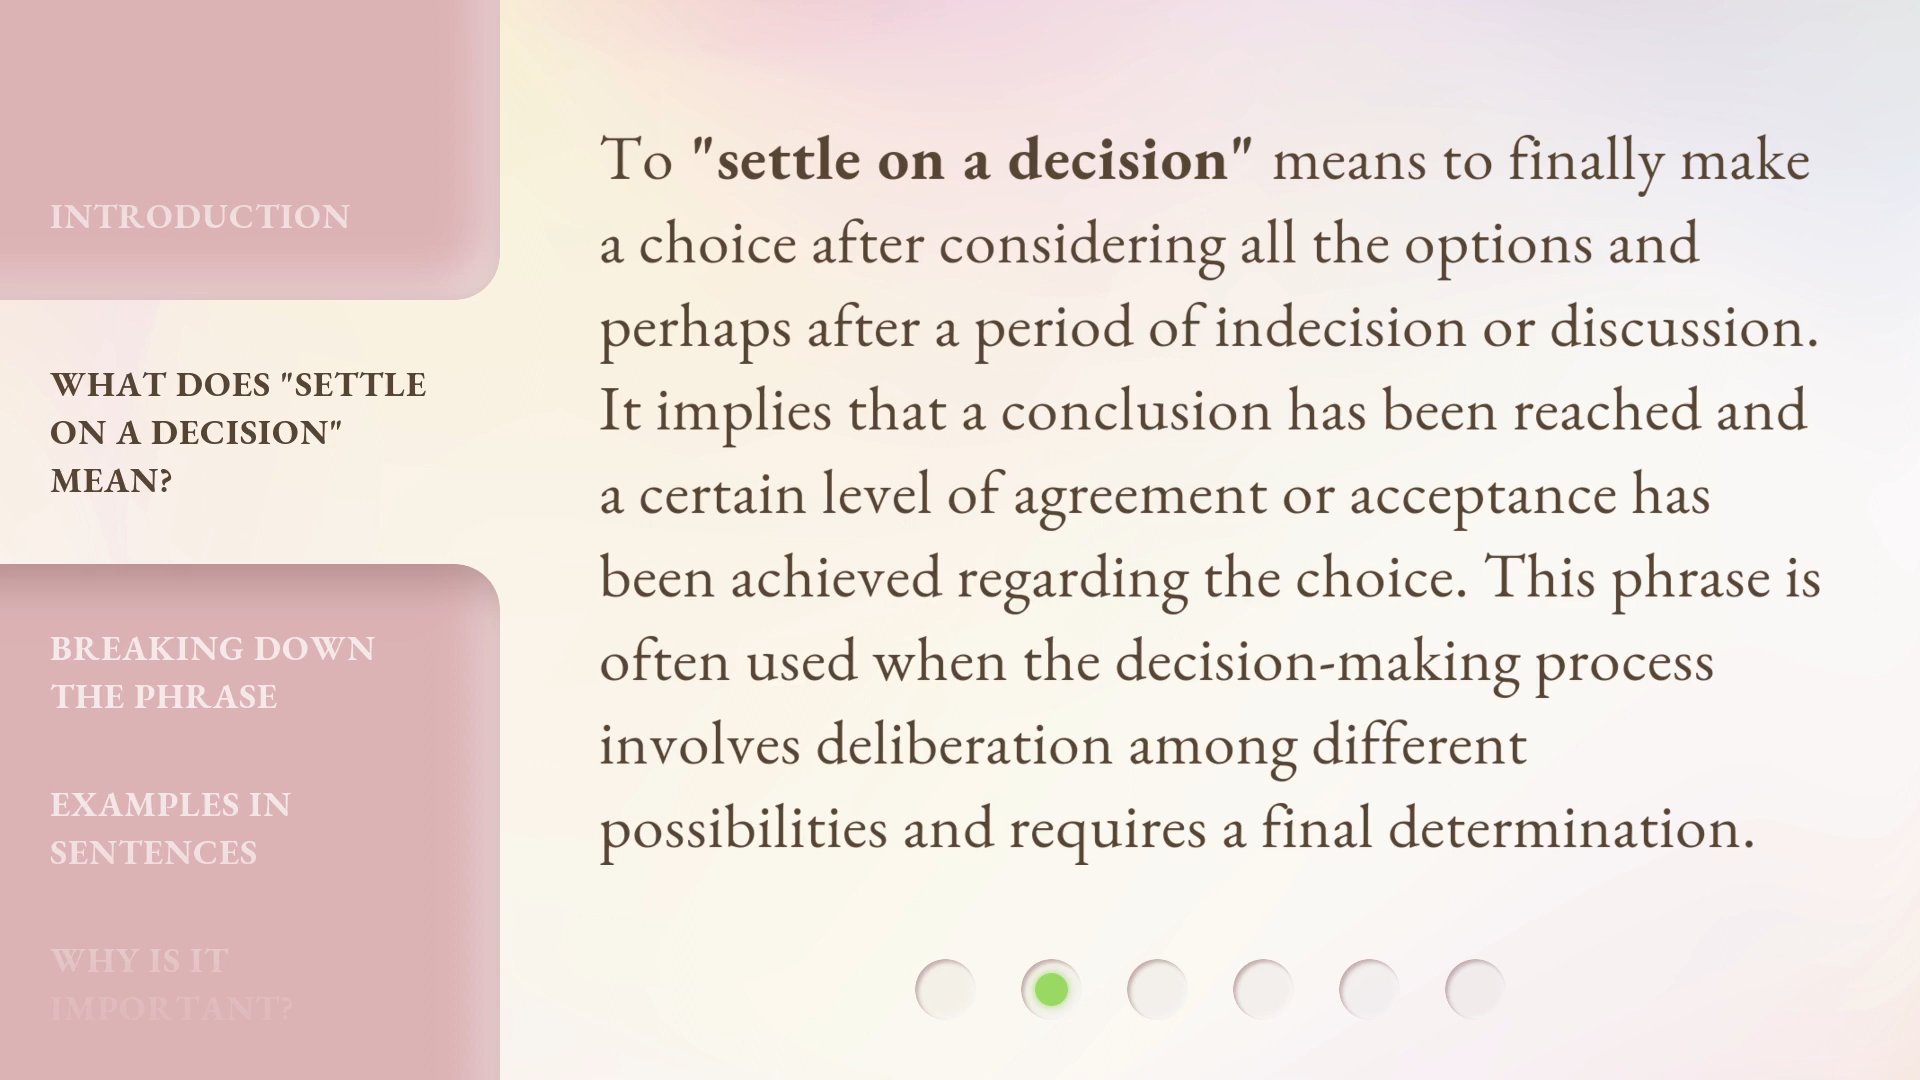 INTRODUCTION
WHAT DOES "SETTLE
ON A DECISION"
MEAN?
BREAKING DOWN
THE PHRASE
EXAMPLES IN
SENTENCES
WHY IS IT
IMPORTANT?
To "settle on a decision" means to finally make
a choice after considering all the options and
perhaps after a period of indecision or discussion.
It implies that a conclusion has been reached and
a certain level of agreement or acceptance has
been achieved regarding the choice. This phrase is
often used when the decision-making process
involves deliberation among different
possibilities and requires a final determination.